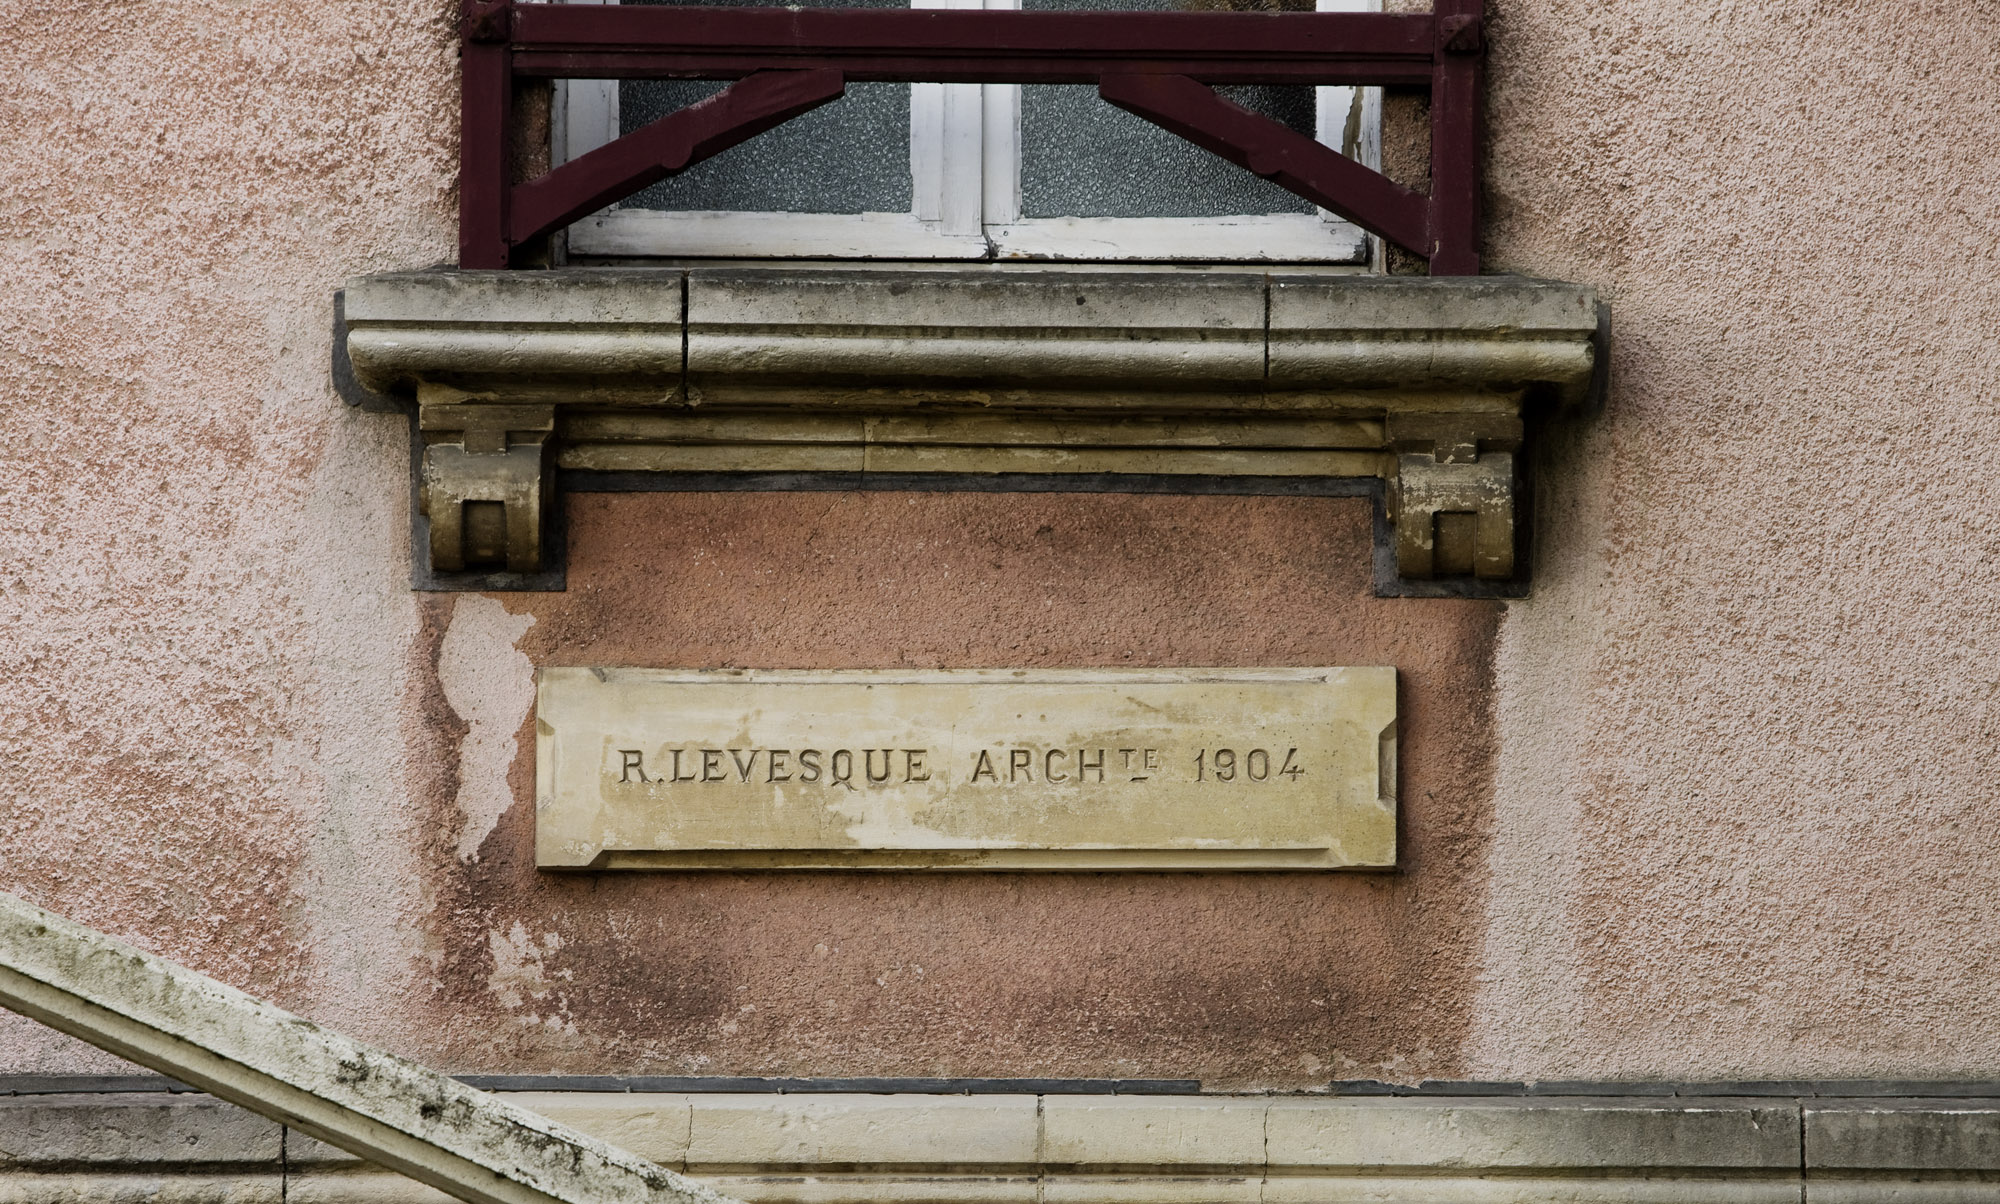 R. LEVESQUE ARCHTE 1904